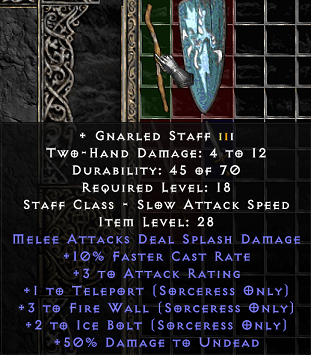 + Gnarled Staff III
Two-Hand Damage: 4 to 12
Durability: 45 of 70
Required Level: 18
Staff Class - Slow Attack Speed
Item Level: 28
Melee Attacks Deal Splash Damage
+10% Faster Cast Rate
+3 to Attack Rating
+1 to Teleport (Sorceress Only)
+3 to Fire Wall (Sorceress Only)
+2 to Ice Bolt (Sorceress Only)
+50% Damage to Undead